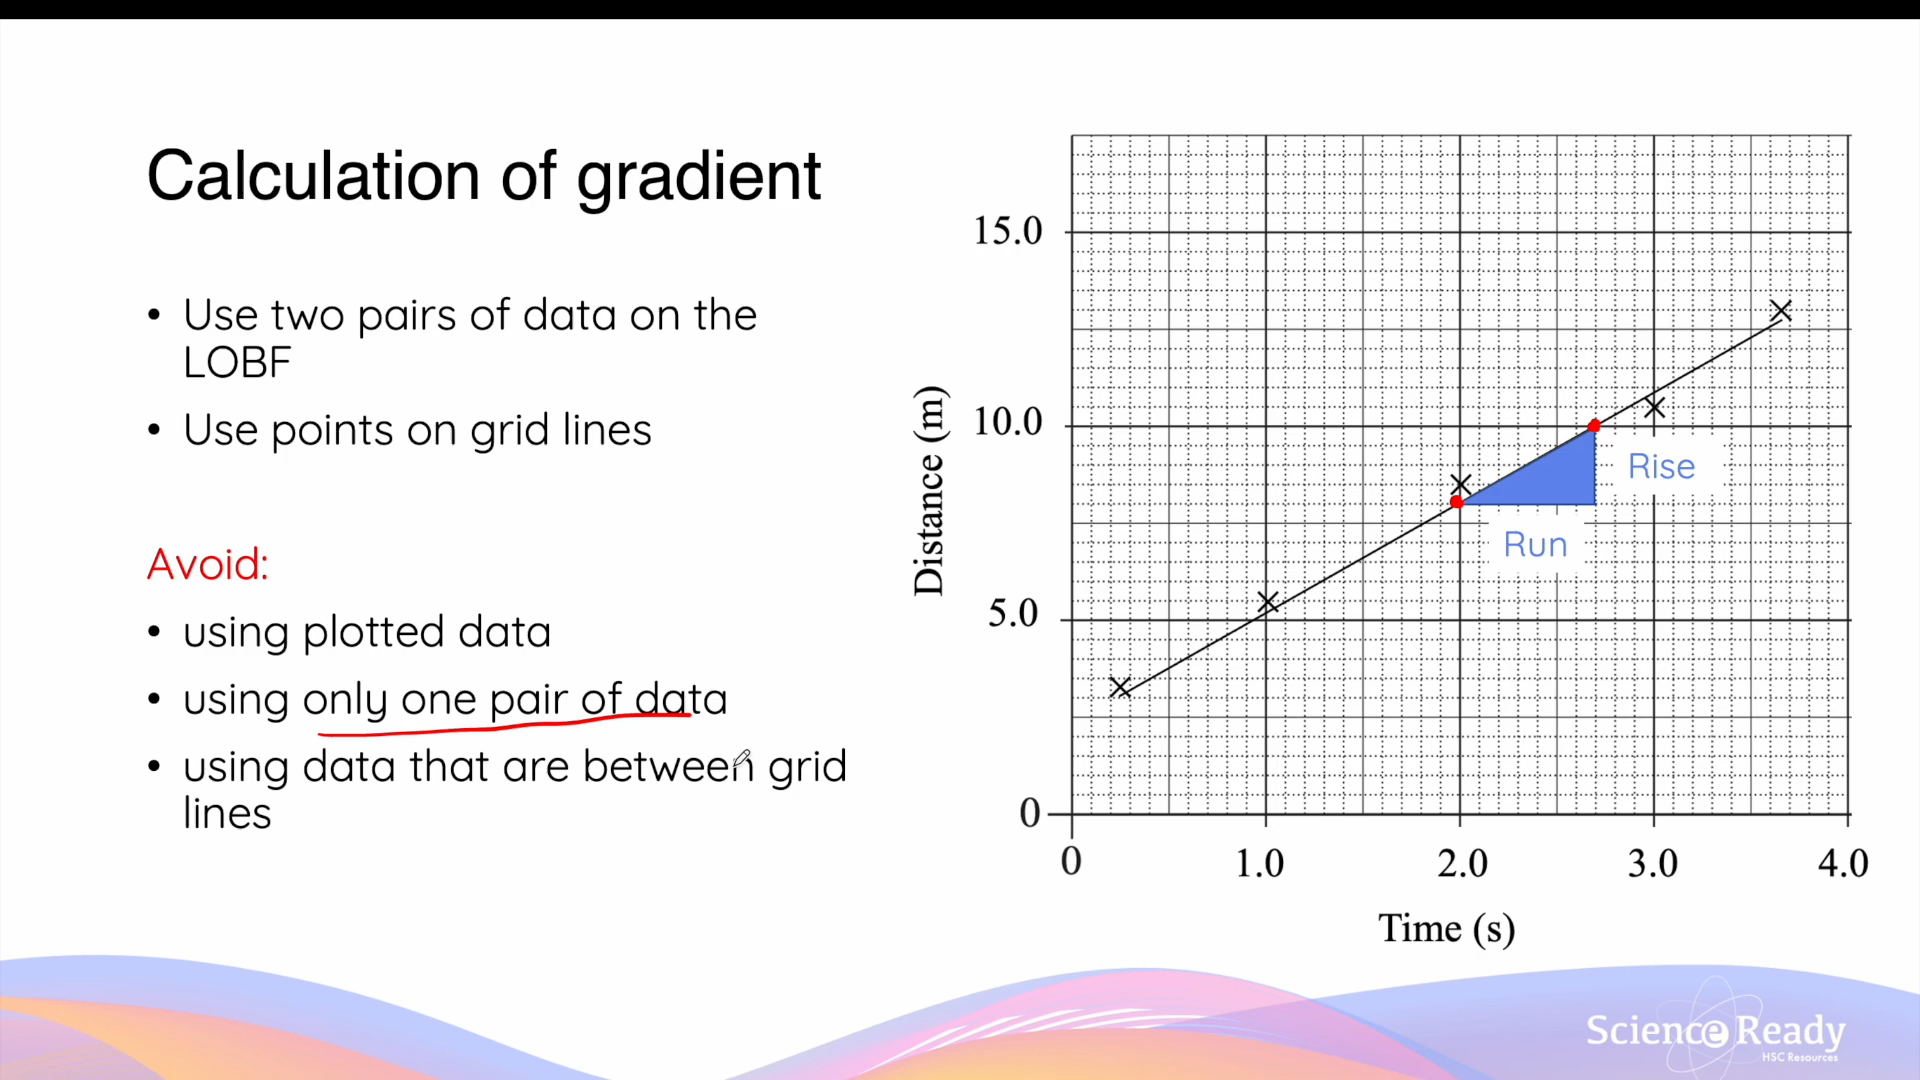 Calculation of gradient
• Use two pairs of data on the
LOBF
• Use points on grid lines
Avoid:
• using plotted data
• using only one pair of data
• using data that are between grid
lines
Distance (m)
15.0
10.0
5.0
0
Rise
Run
0 1.0 2.0 3.0 4.0
Time (s)
Science Ready
HSC Resources